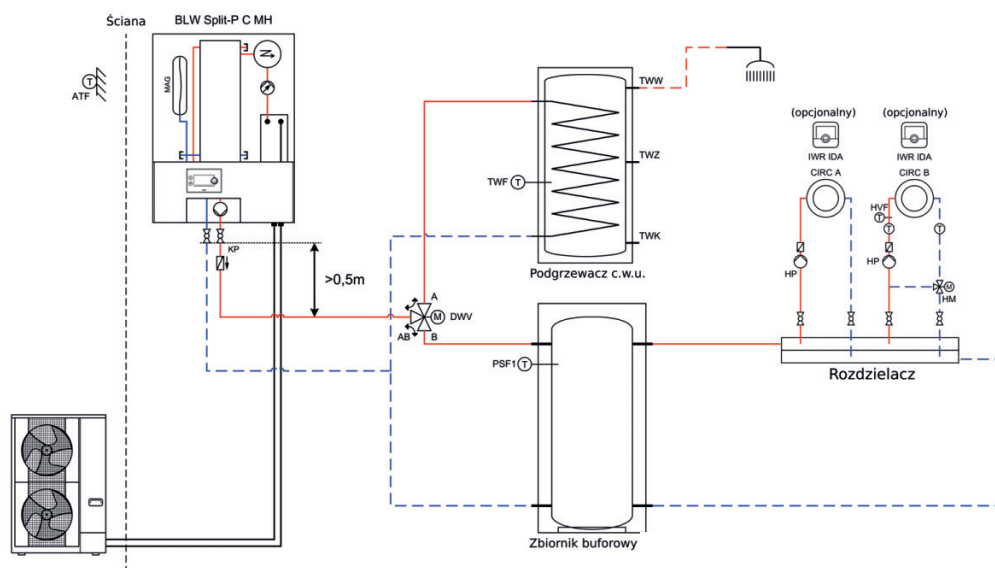 Ściana
BLW Split-P C MH
T
ATF
MAG
KP
>0,5m
A
M
DWV
AB
B
TWW
TWF
T
TWZ
TWK
Podgrzewacz c.w.u.
PSF1
T
Zbiornik buforowy
(opcjonalny)
(opcjonalny)
IWR IDA
IWR IDA
CIRC A
CIRC B
HVF
T
T
T
HP
HP
M
HM
Rozdzielacz